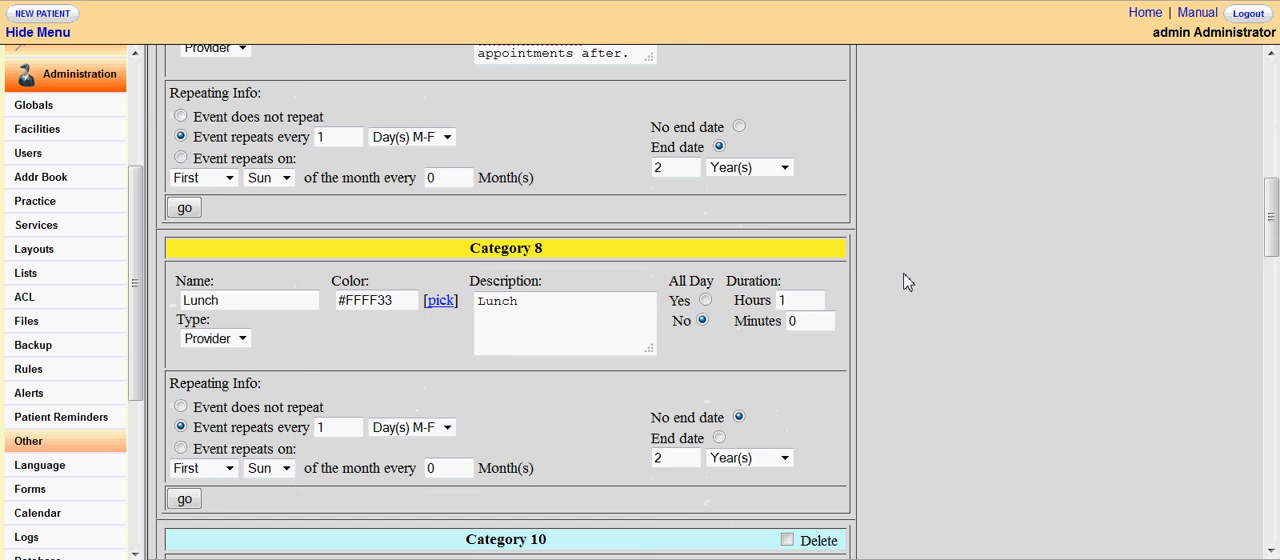 NEW PATIENT
Home | Manual Logout
Hide Menu
admin Administrator
Administration
Globals
Facilities
Users
Addr Book
Practice
Services
Layouts
Lists
ACL
Files
Backup
Rules
Alerts
Patient Reminders
Other
Language
Forms
Calendar
Logs
Provider
appointments after.
Repeating Info:
Event does not repeat
Event repeats every 1 Day(s) M-F
Event repeats on:
First Sun of the month every 0 Month(s)
No end date
End date
2 Year(s)
go
Category 8
Name: Color: Description: All Day Duration:
Lunch #FFFF33 [pick] Lunch Yes Hours 1
Type: No Minutes 0
Provider
Repeating Info:
Event does not repeat
Event repeats every 1 Day(s) M-F
Event repeats on:
First Sun of the month every 0 Month(s)
No end date
End date
2 Year(s)
go
Category 10 Delete